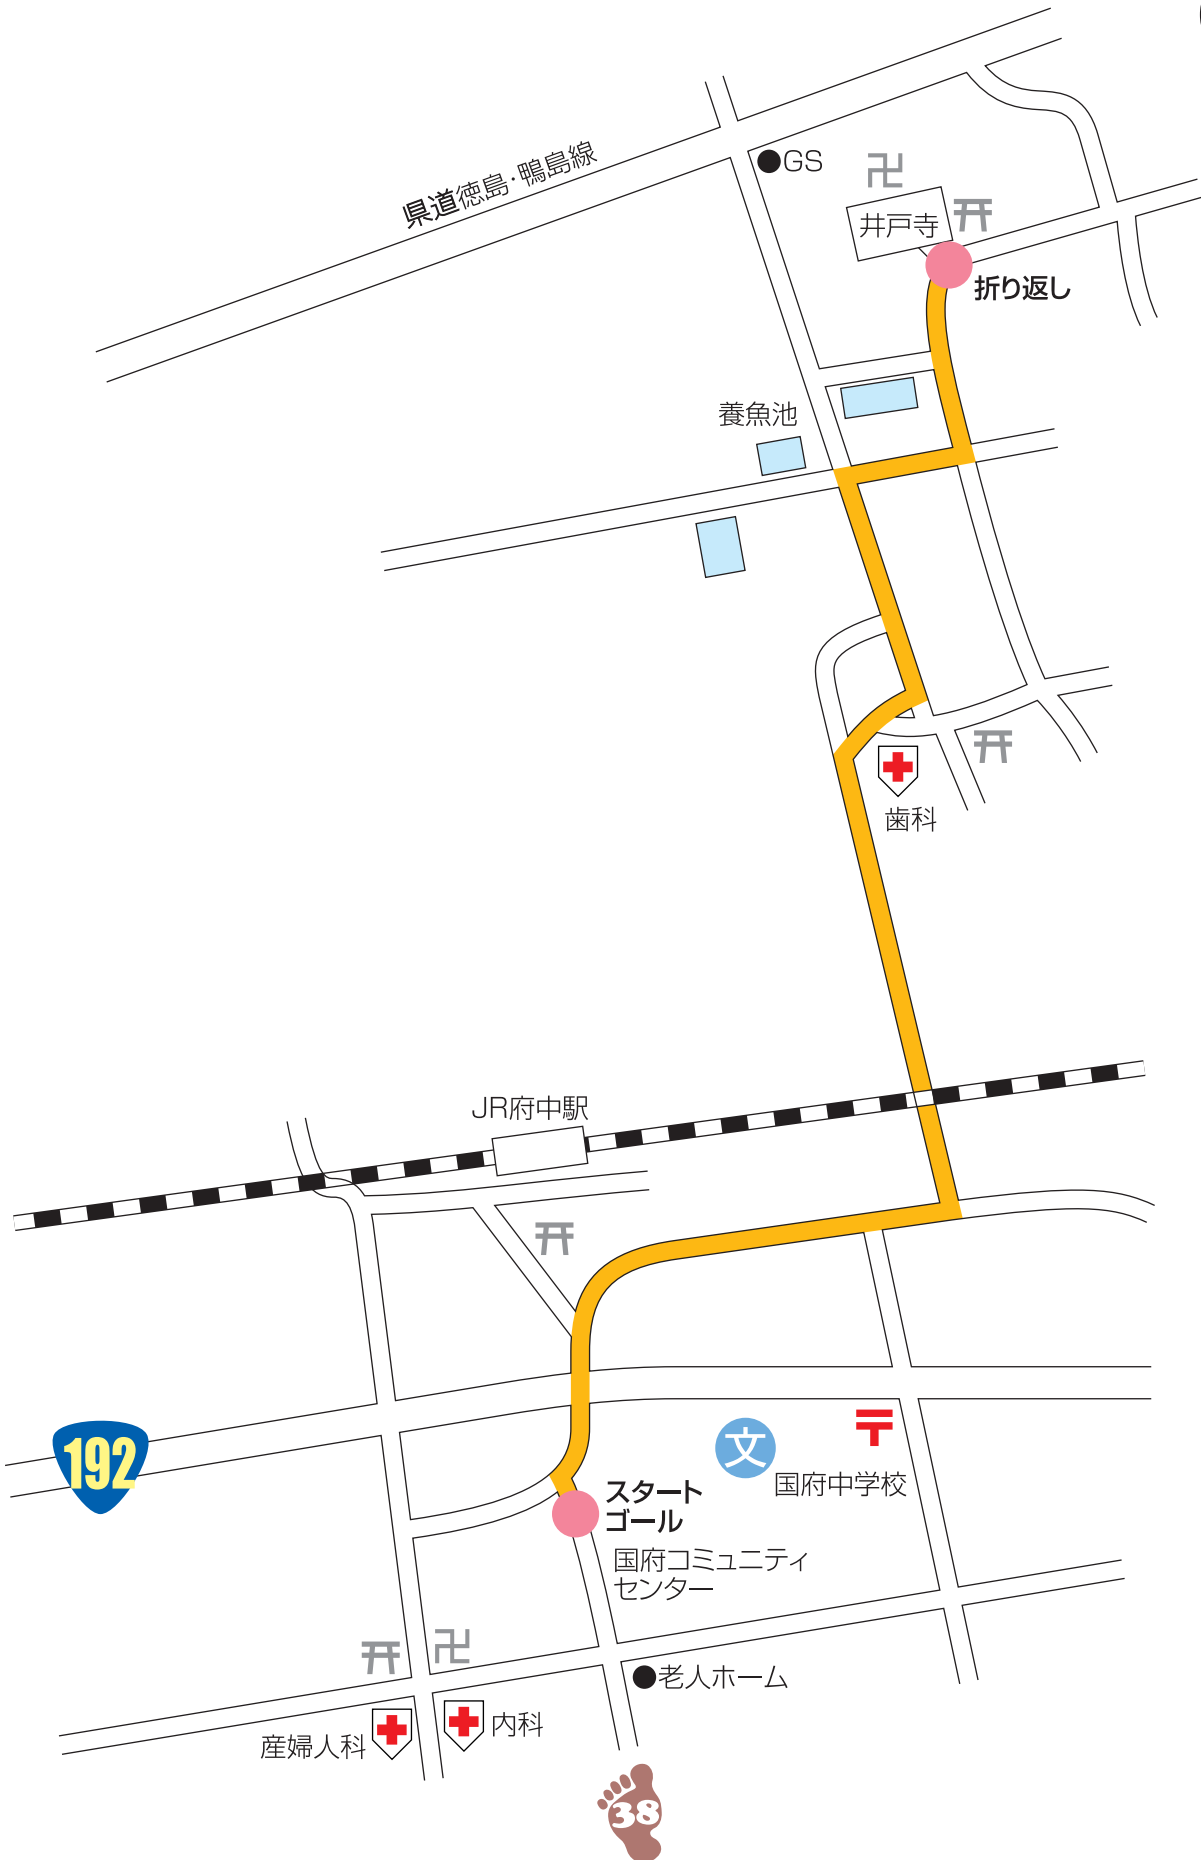 県道徳島・鴨島線
GS
井戸寺
折り返し
養魚池
歯科
JR府中駅
192
文
国府中学校
スタート
ゴール
国府コミュニティ
センター
老人ホーム
産婦人科
内科
38